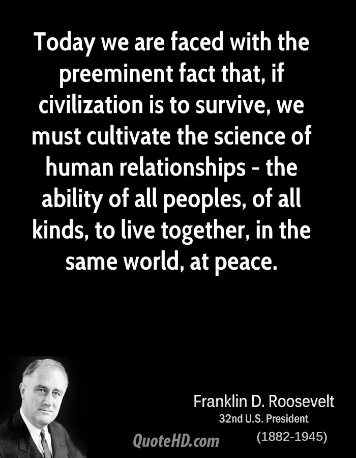 Today we are faced with the
preeminent fact that, if
civilization is to survive, we
must cultivate the science of
human relationships - the
ability of all peoples, of all
kinds, to live together, in the
same world, at peace.
Franklin D. Roosevelt
32nd U.S. President
(1882-1945)
QuoteHD.com